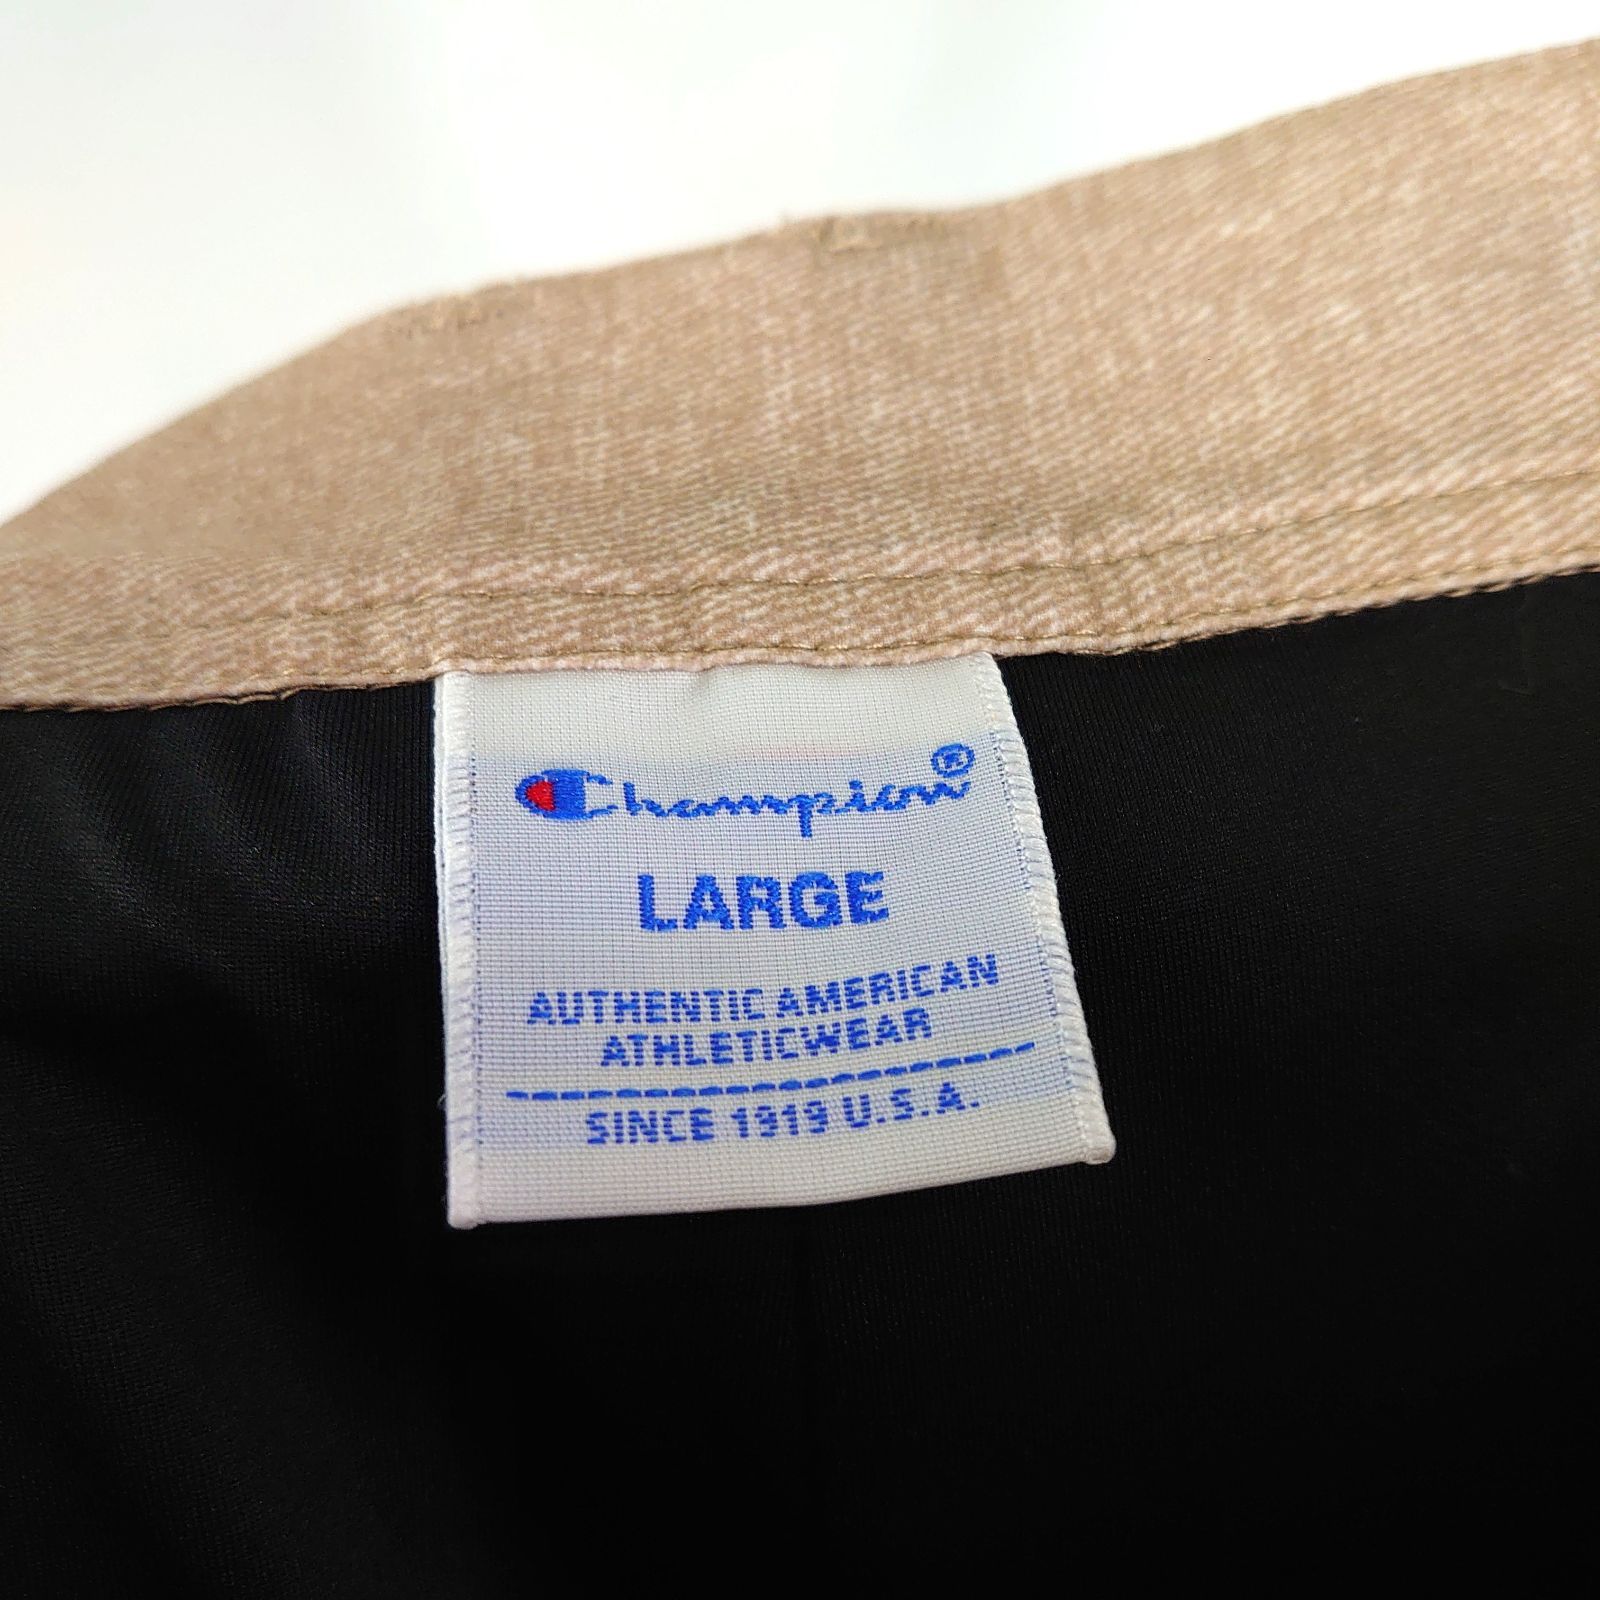 Champion®
LARGE
AUTHENTIC AMERICAN
ATHLETICWEAR
SINCE 1919 U.S.A.